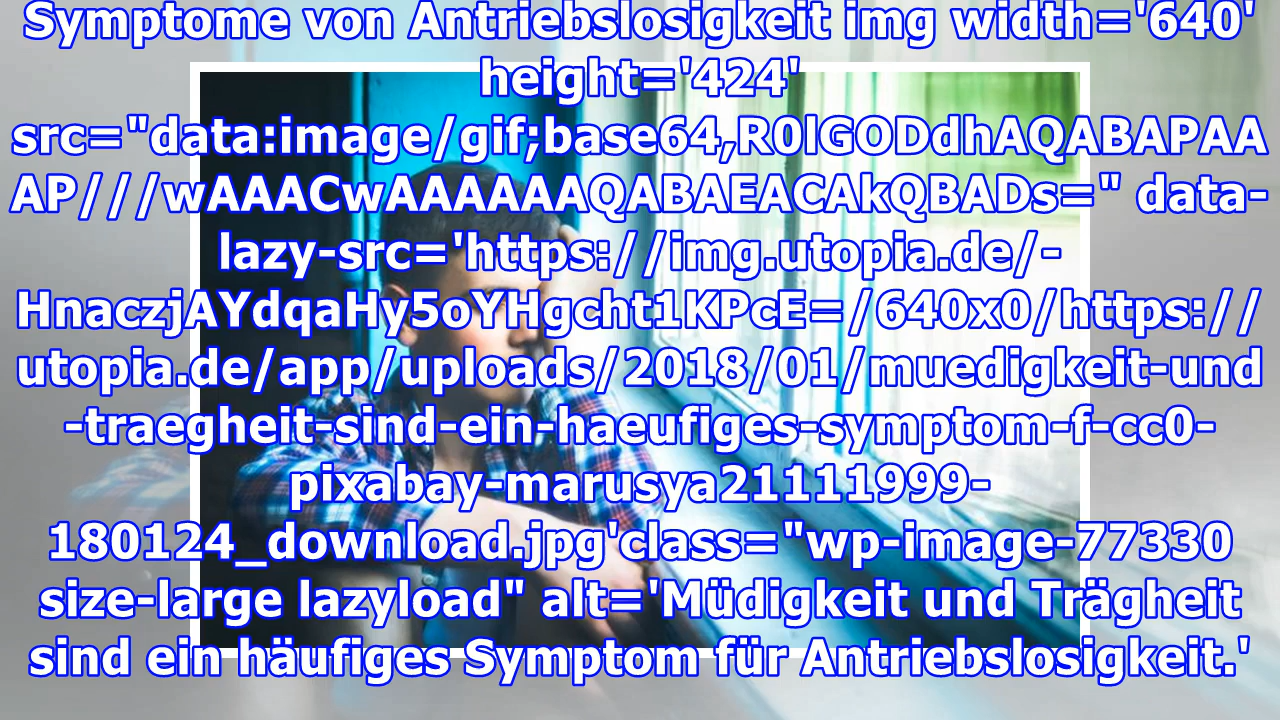 Symptome von Antriebslosigkeit img width='640'
height='424'
src="data:image/gif;base64,R0lGODdhAQABAPAA
AP///wAAACwAAAAAAQABAEACAkQBADs=" data-
lazy-src='https://img.utopia.de/-
HnaczjAYdqaHy5oYHgcht1KPcE=/640x0/https://
utopia.de/app/uploads/2018/01/muedigkeit-und
-traegheit-sind-ein-haeufiges-symptom-f-cc0-
pixabay-marusya21111999-
180124_download.jpg'class="wp-image-77330
size-large lazyload" alt='Müdigkeit und Trägheit
sind ein häufiges Symptom für Antriebslosigkeit.'